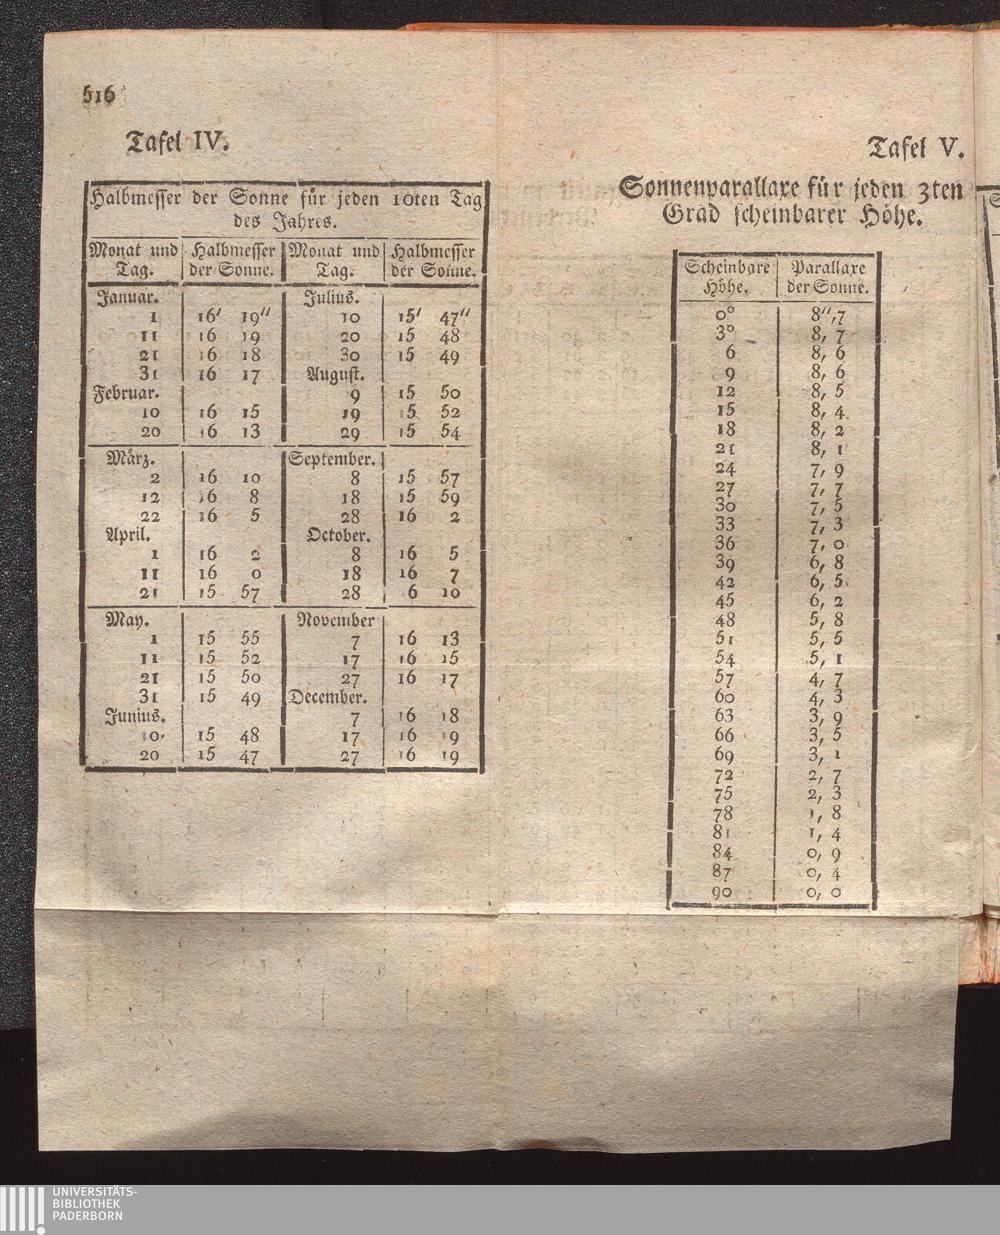 516
Tafel IV.
Halbmesser der Sonne für jeden 10ten Tag
des Jahres.
Monat und Tag. | Halbmesser der Sonne. | Monat und Tag. | Halbmesser der Sonne.
Januar. | | Julius. |
1 | 16' 19" | 10 | 15' 47"
11 | 16 19 | 20 | 15 48
21 | 16 18 | 30 | 15 49
31 | 16 17 | August. |
Februar. | | 9 | 15 50
10 | 16 15 | 19 | 15 52
20 | 16 13 | 29 | 15 54
März. | | September. |
2 | 16 10 | 8 | 15 57
12 | 16 8 | 18 | 15 59
22 | 16 5 | 28 | 16 2
April. | | October. |
1 | 16 2 | 8 | 16 5
11 | 16 0 | 18 | 16 7
21 | 15 57 | 28 | 16 10
May. | | November |
1 | 15 55 | 7 | 16 13
11 | 15 52 | 17 | 16 15
21 | 15 50 | 27 | 16 17
31 | 15 49 | December. |
Junius. | | 7 | 16 18
10. | 15 48 | 17 | 16 19
20 | 15 47 | 27 | 16 19
Tafel V.
Sonnenparallaxe für jeden 3ten
Grad scheinbarer Höhe.
Scheinbare Höhe. | Parallaxe der Sonne.
0° | 8",7
3° | 8, 7
6 | 8, 6
9 | 8, 6
12 | 8, 5
15 | 8, 4
18 | 8, 2
21 | 8, 1
24 | 7, 9
27 | 7, 7
30 | 7, 5
33 | 7, 3
36 | 7, 0
39 | 6, 8
42 | 6, 5
45 | 6, 2
48 | 5, 8
51 | 5, 5
54 | 5, 1
57 | 4, 7
60 | 4, 3
63 | 3, 9
66 | 3, 5
69 | 3, 1
72 | 2, 7
75 | 2, 3
78 | 1, 8
81 | 1, 4
84 | 0, 9
87 | 0, 4
90 | 0, 0
UNIVERSITÄTS-
BIBLIOTHEK
PADERBORN